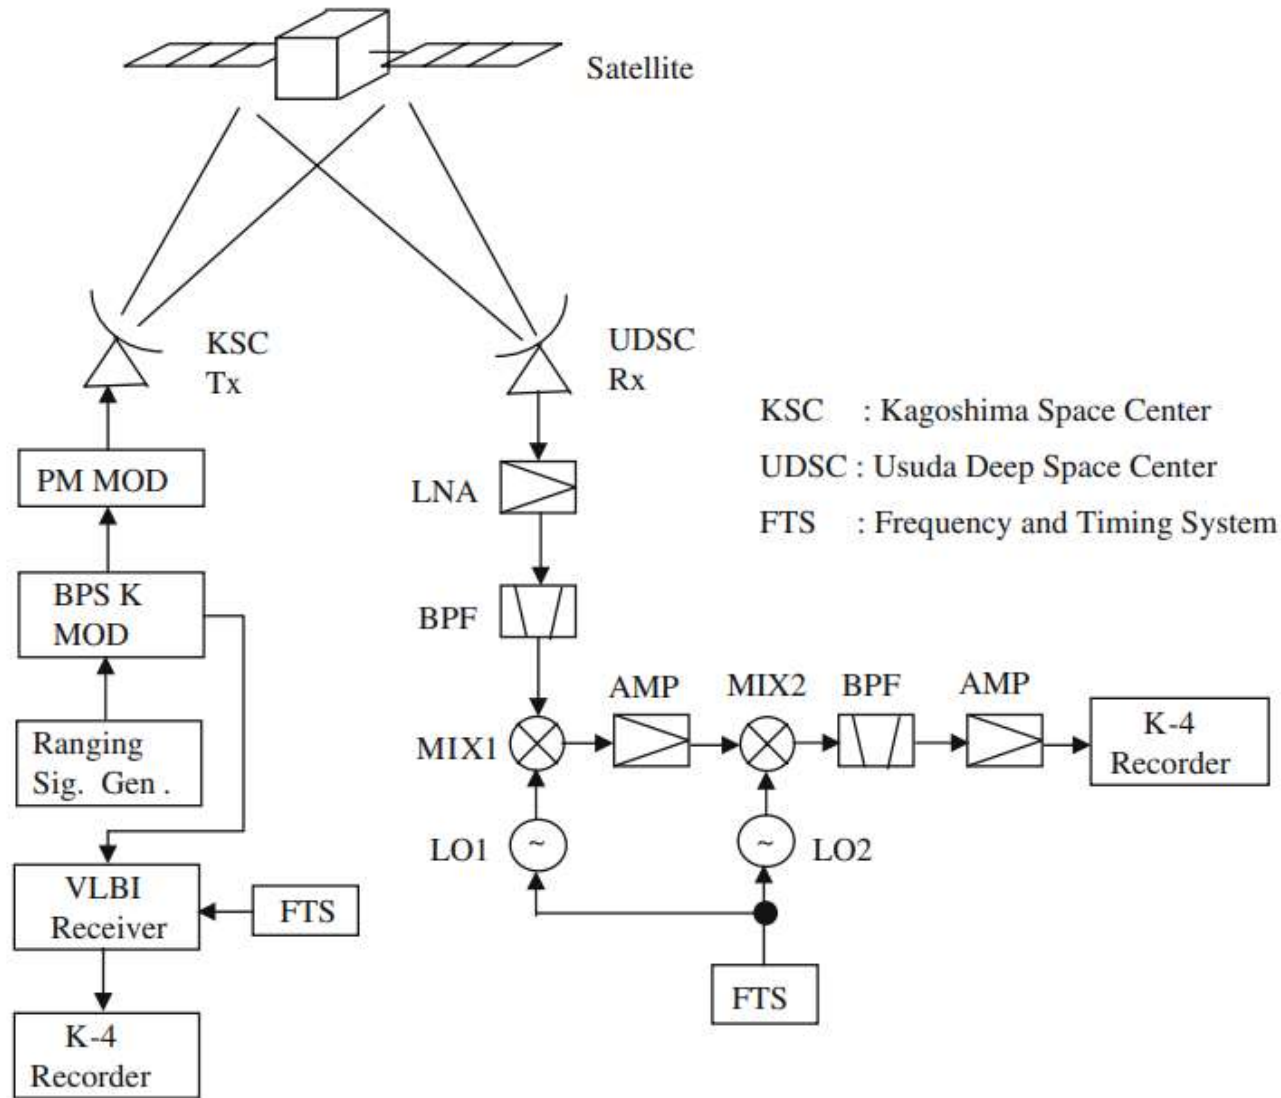 Satellite
KSC
Tx
UDSC
Rx
KSC : Kagoshima Space Center
UDSC : Usuda Deep Space Center
FTS : Frequency and Timing System
PM MOD
BPS K
MOD
Ranging
Sig. Gen .
VLBI
Receiver
FTS
K-4
Recorder
LNA
BPF
MIX1
AMP
MIX2
BPF
AMP
K-4
Recorder
LO1
~
~
LO2
FTS